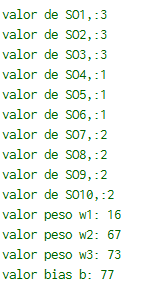 valor de SO1,:3
valor de SO2,:3
valor de SO3,:3
valor de SO4,:1
valor de SO5,:1
valor de SO6,:1
valor de SO7,:2
valor de SO8,:2
valor de SO9,:2
valor de SO10,:2
valor peso w1: 16
valor peso w2: 67
valor peso w3: 73
valor bias b: 77